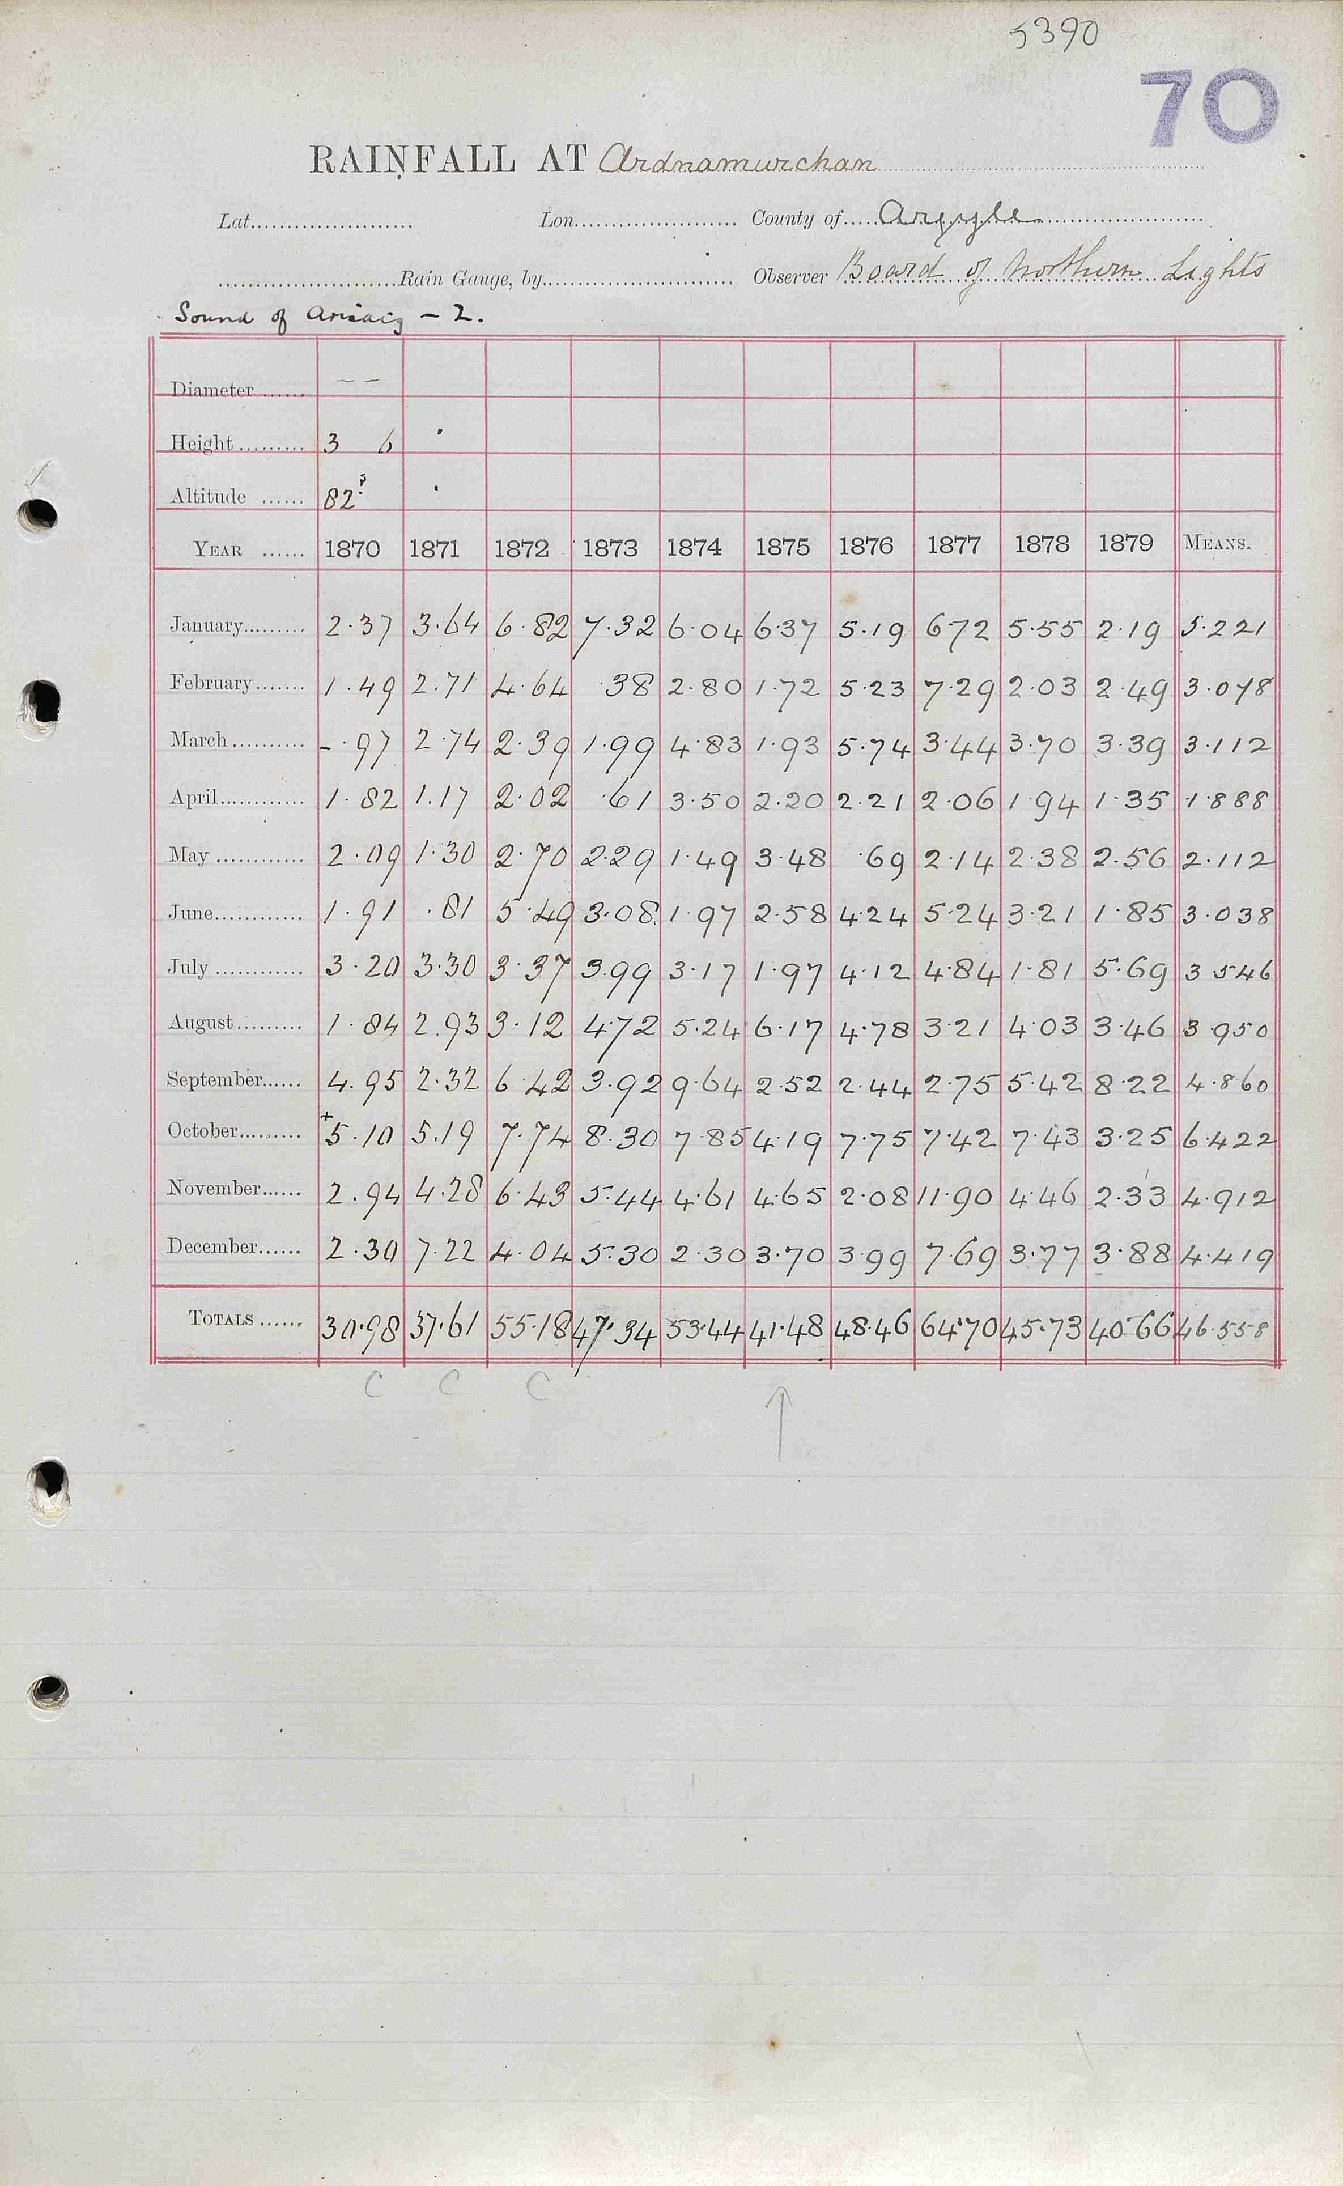 5390
70
RAINFALL AT Ardnamurchan
Lat. Lon. County of Argyll
Rain Gauge, by Observer Board of Northern Lights
Sound of Arisaig - 2.
Diameter - -
Height 3 6
Altitude 82
YEAR 1870 1871 1872 1873 1874 1875 1876 1877 1878 1879 MEANS.
January 2.37 3.64 6.82 7.32 6.04 6.37 5.19 6.72 5.55 2.19 5.221
February 1.49 2.71 4.64 .38 2.80 1.72 5.23 7.29 2.03 2.49 3.078
March -.97 2.74 2.39 1.99 4.83 1.93 5.74 3.44 3.70 3.39 3.112
April 1.82 1.17 2.02 .61 3.50 2.20 2.21 2.06 1.94 1.35 1.888
May 2.09 1.30 2.70 2.29 1.49 3.48 .69 2.14 2.38 2.56 2.112
June 1.91 .81 5.49 3.08 1.97 2.58 4.24 5.24 3.21 1.85 3.038
July 3.20 3.30 3.37 3.99 3.17 1.97 4.12 4.84 1.81 5.69 3 546
August 1.84 2.93 3.12 4.72 5.24 6.17 4.78 3.21 4.03 3.46 3 950
September 4.95 2.32 6.42 3.92 9.64 2.52 2.44 2.75 5.42 8.22 4.860
October +5.10 5.19 7.74 8.30 7.85 4.19 7.75 7.42 7.43 3.25 6.422
November 2.94 4.28 6.43 5.44 4.61 4.65 2.08 11.90 4.46 2.33 4.912
December 2.30 7.22 4.04 5.30 2.30 3.70 3.99 7.69 3.77 3.88 4.419
TOTALS 30.98 37.61 55.18 47.34 53.44 41.48 48.46 64.70 45.73 40.66 46.558
C C C ↑